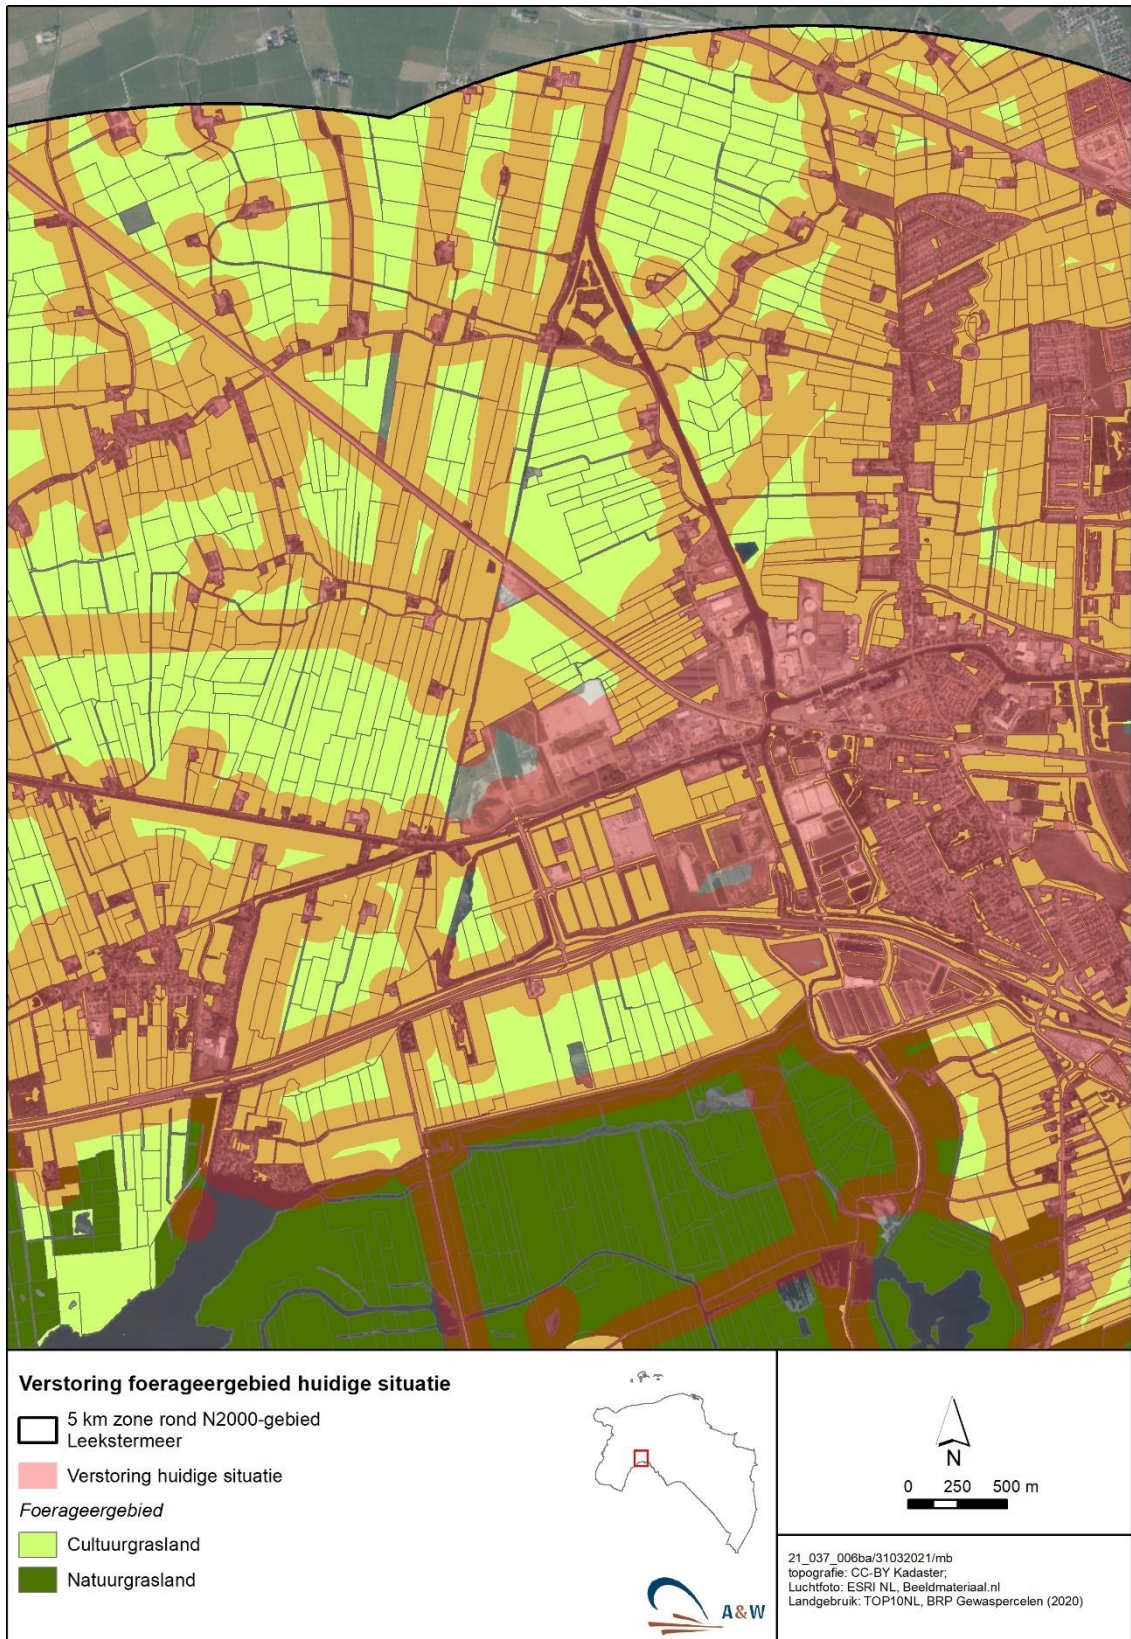 Verstoring foerageergebied huidige situatie
5 km zone rond N2000-gebied
Leekstermeer
Verstoring huidige situatie
Foerageergebied
Cultuurgrasland
Natuurgrasland
A&W
N
0 250 500 m
21_037_006ba/31032021/mb
topografie: CC-BY Kadaster;
Luchtfoto: ESRI NL, Beeldmateriaal.nl
Landgebruik: TOP10NL, BRP Gewaspercelen (2020)